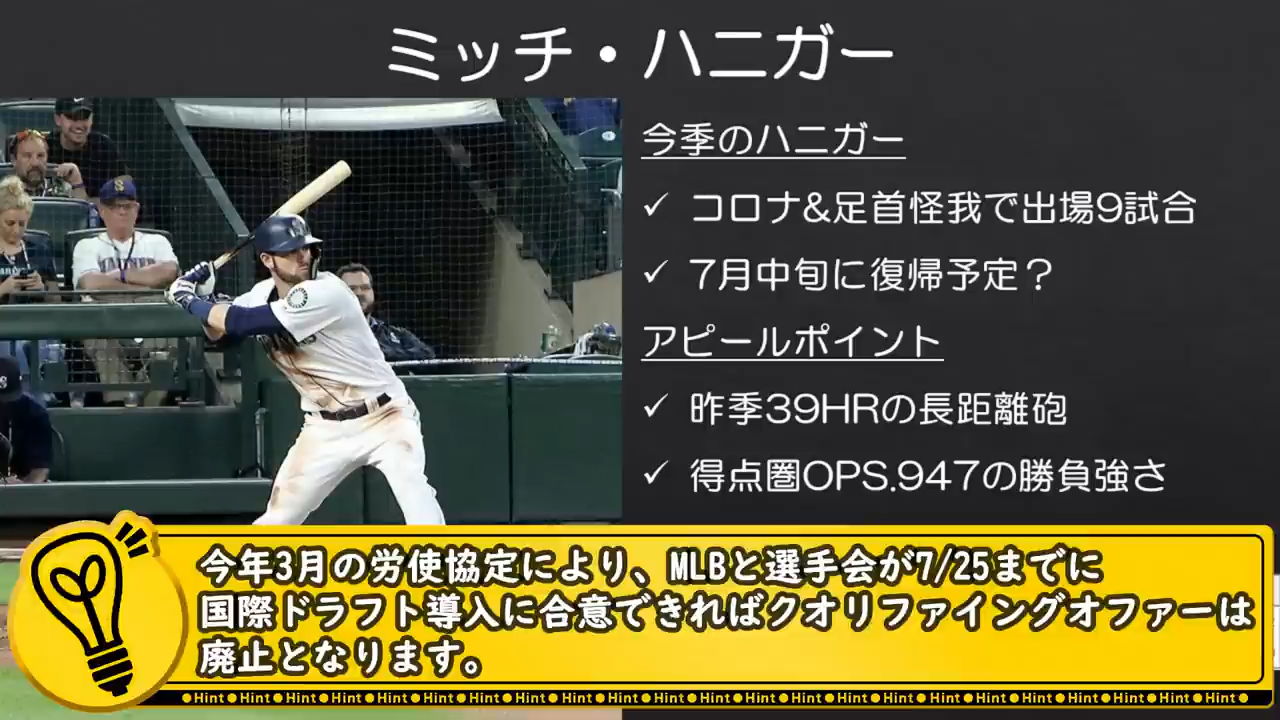 ミッチ・ハニガー
今季のハニガー
✓ コロナ&足首怪我で出場9試合
✓ 7月中旬に復帰予定？
アピールポイント
✓ 昨季39HRの長距離砲
✓ 得点圏OPS.947の勝負強さ
今年3月の労使協定により、MLBと選手会が7/25までに
国際ドラフト導入に合意できればクオリファイングオファーは
廃止となります。
●Hint●Hint●Hint●Hint●Hint●Hint●Hint●Hint●Hint●Hint●Hint●Hint●Hint●Hint●Hint●Hint●Hint●Hint●Hint●Hint●Hint●Hint●Hint●